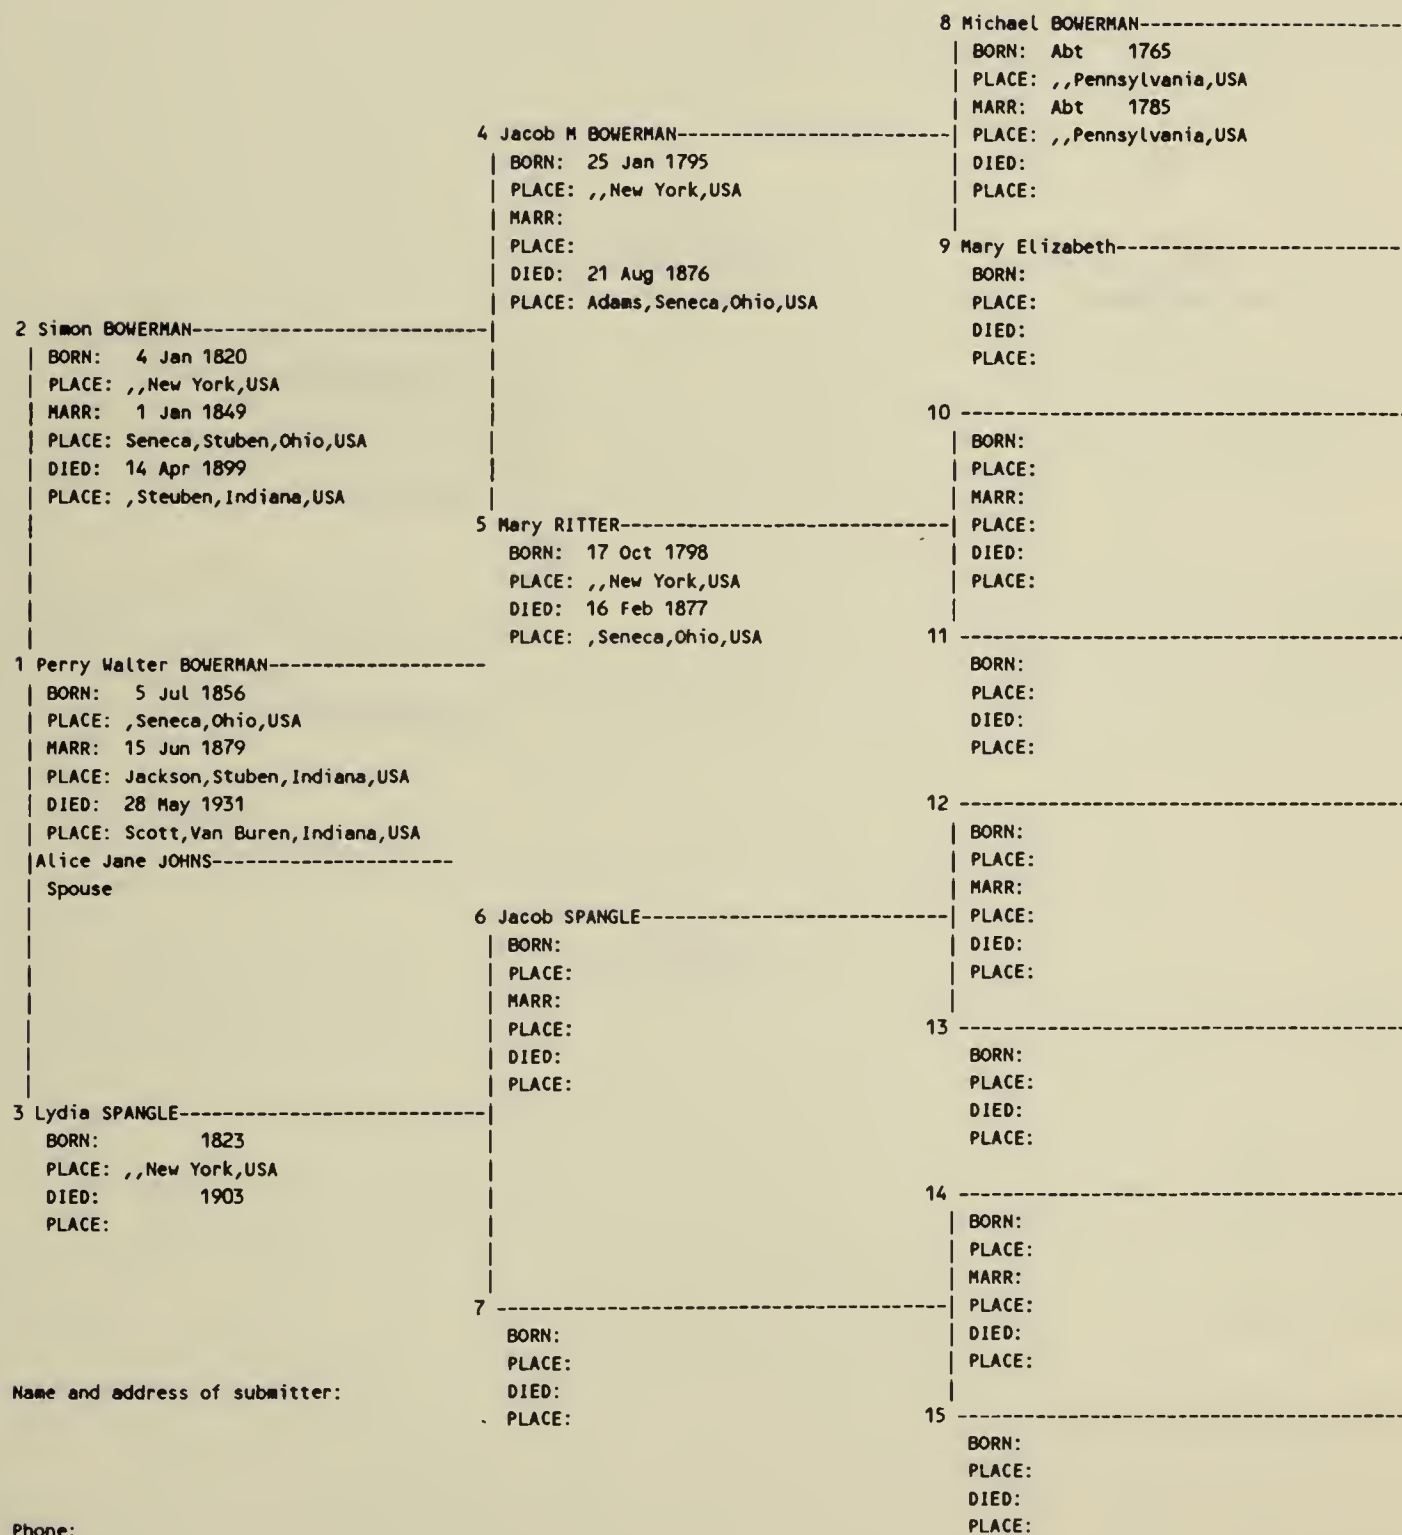 8 Michael BOWERMAN
BORN: Abt 1765
PLACE: ,,Pennsylvania,USA
MARR: Abt 1785
PLACE: ,,Pennsylvania,USA
DIED:
PLACE:
4 Jacob M BOWERMAN
BORN: 25 Jan 1795
PLACE: ,,New York,USA
MARR:
PLACE:
DIED: 21 Aug 1876
PLACE: Adams,Seneca,Ohio,USA
9 Mary Elizabeth
BORN:
PLACE:
DIED:
PLACE:
2 Simon BOWERMAN
BORN: 4 Jan 1820
PLACE: ,,New York,USA
MARR: 1 Jan 1849
PLACE: Seneca,Stuben,Ohio,USA
DIED: 14 Apr 1899
PLACE: ,Steuben,Indiana,USA
10
BORN:
PLACE:
MARR:
PLACE:
DIED:
PLACE:
5 Mary RITTER
BORN: 17 Oct 1798
PLACE: ,,New York,USA
DIED: 16 Feb 1877
PLACE: ,Seneca,Ohio,USA
11
BORN:
PLACE:
DIED:
PLACE:
1 Perry Walter BOWERMAN
BORN: 5 Jul 1856
PLACE: ,Seneca,Ohio,USA
MARR: 15 Jun 1879
PLACE: Jackson,Stuben,Indiana,USA
DIED: 28 May 1931
PLACE: Scott,Van Buren,Indiana,USA
Alice Jane JOHNS
Spouse
12
BORN:
PLACE:
MARR:
PLACE:
DIED:
PLACE:
6 Jacob SPANGLE
BORN:
PLACE:
MARR:
PLACE:
DIED:
PLACE:
13
BORN:
PLACE:
DIED:
PLACE:
3 Lydia SPANGLE
BORN: 1823
PLACE: ,,New York,USA
DIED: 1903
PLACE:
14
BORN:
PLACE:
MARR:
PLACE:
DIED:
PLACE:
7
BORN:
PLACE:
DIED:
PLACE:
15
BORN:
PLACE:
DIED:
PLACE:
Name and address of submitter:
Phone: